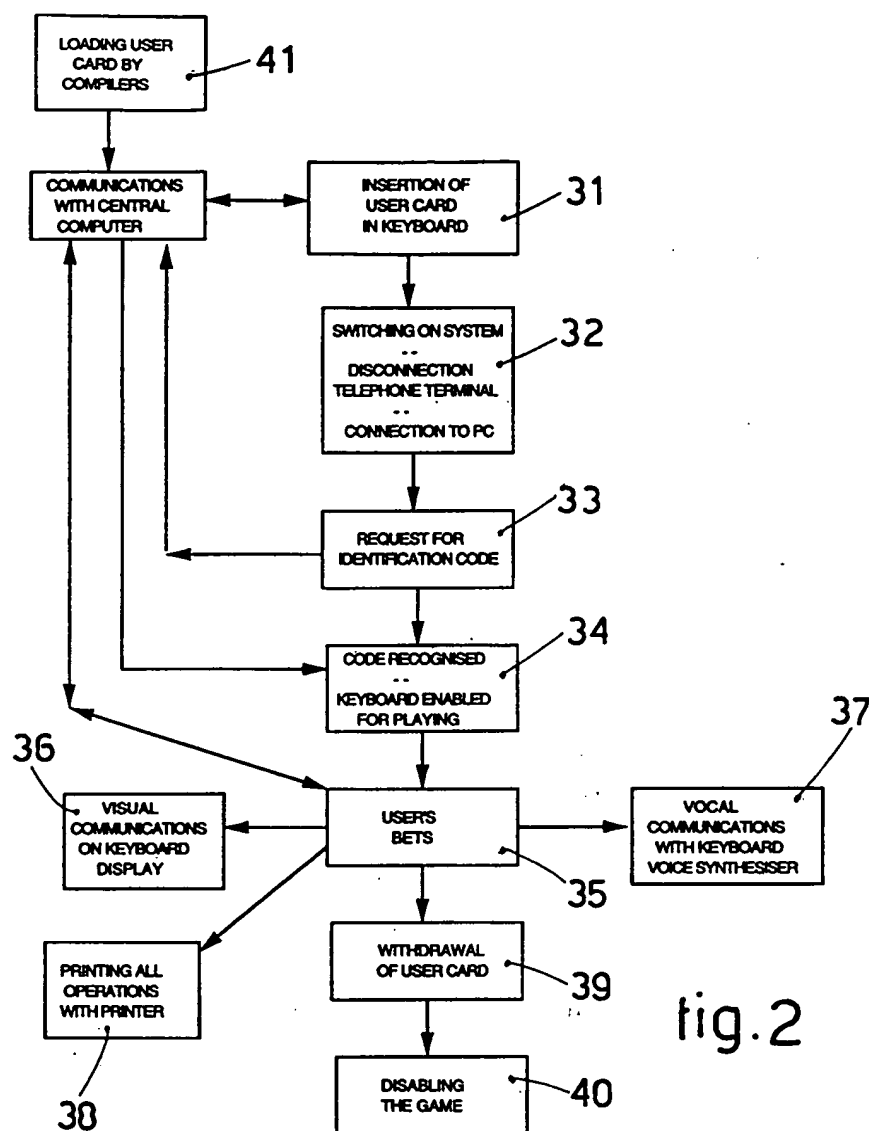 LOADING USER
CARD BY
COMPILERS
41
COMMUNICATIONS
WITH CENTRAL
COMPUTER
INSERTION OF
USER CARD
IN KEYBOARD
31
SWITCHING ON SYSTEM
--
DISCONNECTION
TELEPHONE TERMINAL
--
CONNECTION TO PC
32
REQUEST FOR
IDENTIFICATION CODE
33
CODE RECOGNISED
--
KEYBOARD ENABLED
FOR PLAYING
34
36
VISUAL
COMMUNICATIONS
ON KEYBOARD
DISPLAY
USER'S
BETS
35
37
VOCAL
COMMUNICATIONS
WITH KEYBOARD
VOICE SYNTHESISER
PRINTING ALL
OPERATIONS
WITH PRINTER
38
WITHDRAWAL
OF USER CARD
39
DISABLING
THE GAME
40
fig.2